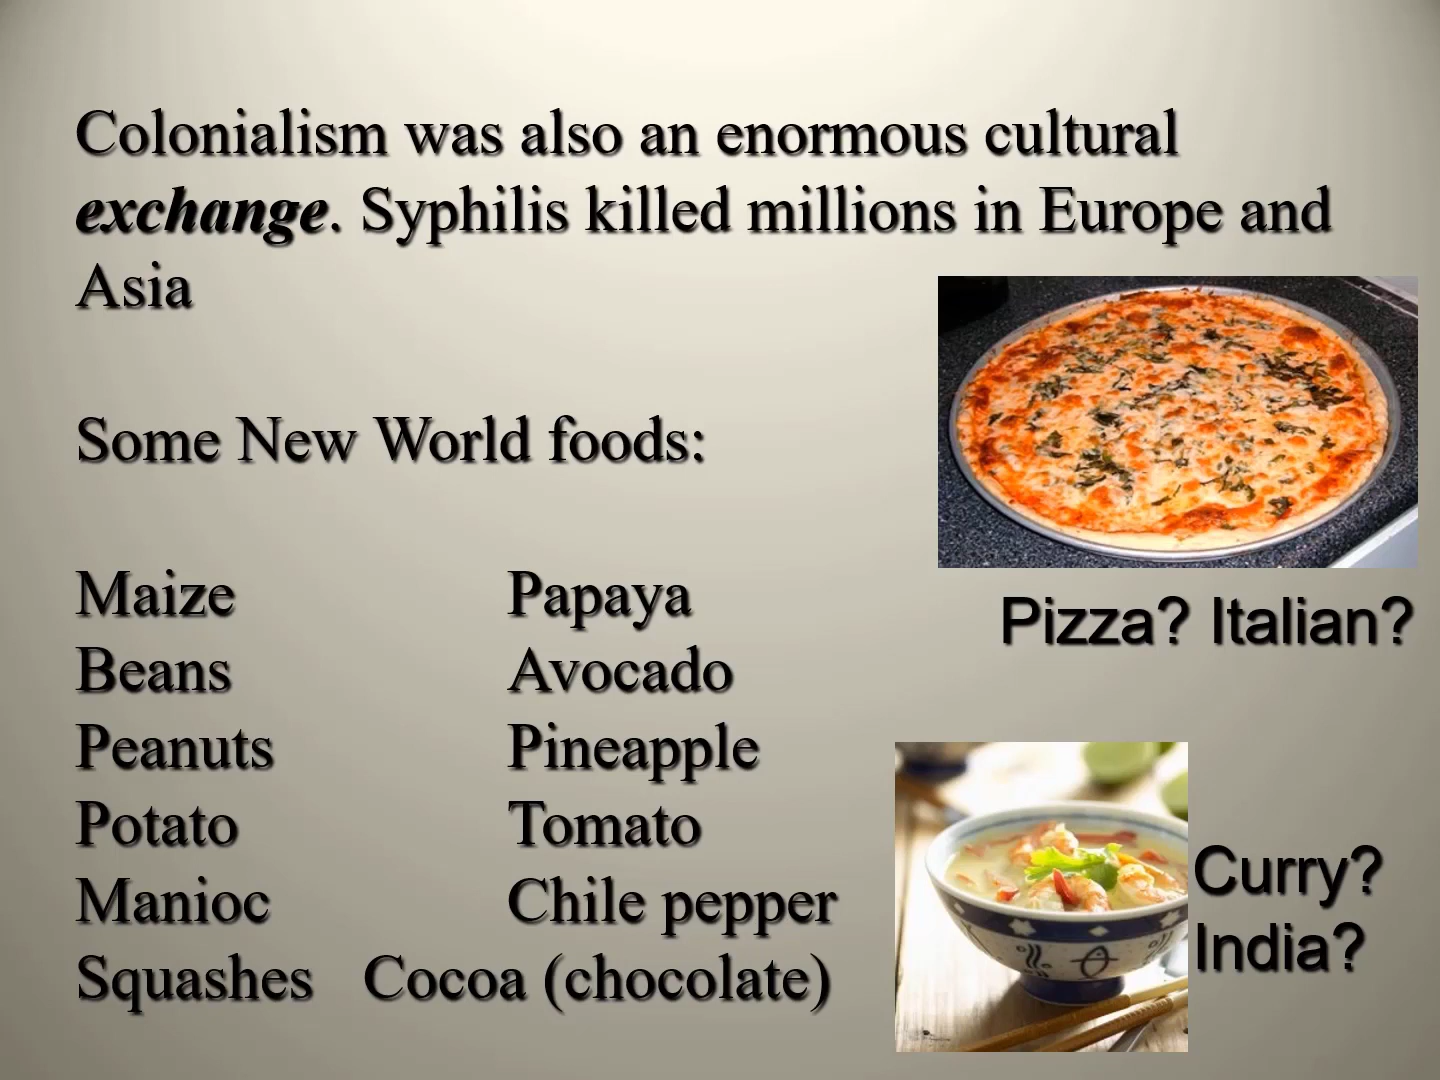 Colonialism was also an enormous cultural
exchange. Syphilis killed millions in Europe and
Asia
Some New World foods:
Maize Papaya
Beans Avocado
Peanuts Pineapple
Potato Tomato
Manioc Chile pepper
Squashes Cocoa (chocolate)
Pizza? Italian?
Curry?
India?